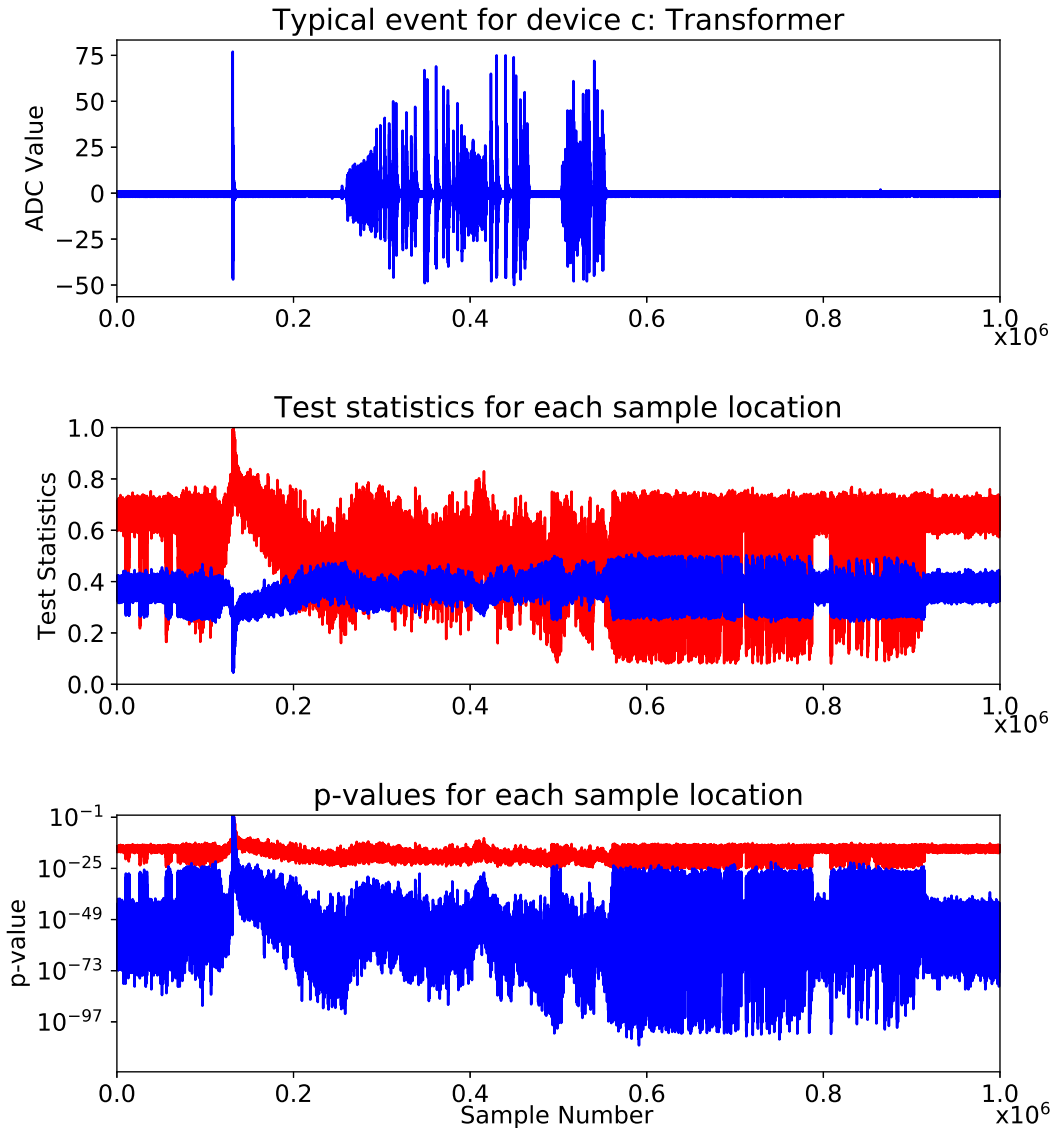 Typical event for device c: Transformer
75
50
25
0
−25
−50
ADC Value
0.0 0.2 0.4 0.6 0.8 1.0
x10^6
Test statistics for each sample location
1.0
0.8
0.6
0.4
0.2
0.0
Test Statistics
0.0 0.2 0.4 0.6 0.8 1.0
x10^6
p-values for each sample location
10^−1
10^−25
10^−49
10^−73
10^−97
p-value
0.0 0.2 0.4 0.6 0.8 1.0
Sample Number x10^6